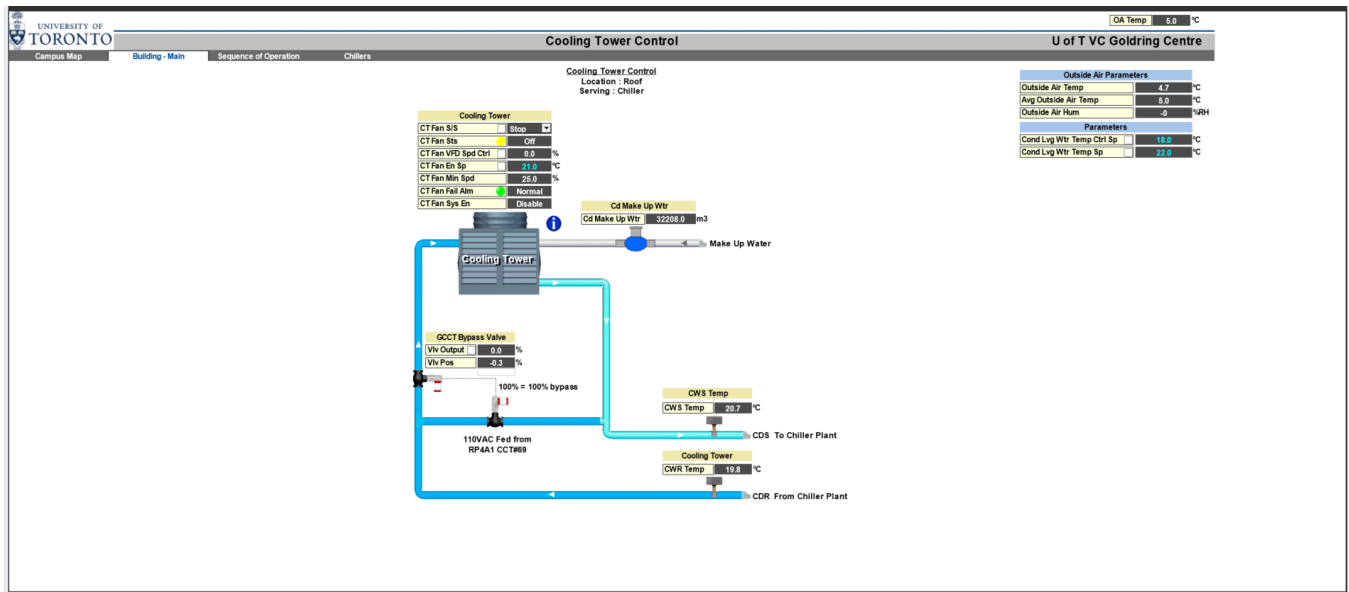 OA Temp 5.0 °C
UNIVERSITY OF
TORONTO
Cooling Tower Control
U of T VC Goldring Centre
Campus Map Building - Main Sequence of Operation Chillers
Cooling Tower Control
Location : Roof
Serving : Chiller
Outside Air Parameters
Outside Air Temp 4.7 °C
Avg Outside Air Temp 5.0 °C
Outside Air Hum -0 %RH
Parameters
Cond Lvg Wtr Temp Ctrl Sp 18.0 °C
Cond Lvg Wtr Temp Sp 22.0 °C
Cooling Tower
CT Fan S/S Stop
CT Fan Sts Off
CT Fan VFD Spd Ctrl 0.0 %
CT Fan En Sp 21.0 °C
CT Fan Min Spd 25.0 %
CT Fan Fail Alm Normal
CT Fan Sys En Disable
i
Cd Make Up Wtr
Cd Make Up Wtr 32208.0 m3
Make Up Water
Cooling Tower
GCCT Bypass Valve
Vlv Output 0.0 %
Vlv Pos -0.3 %
100% = 100% bypass
110VAC Fed from
RP4A1 CCT#69
CWS Temp
CWS Temp 20.7 °C
CDS To Chiller Plant
Cooling Tower
CWR Temp 19.8 °C
CDR From Chiller Plant